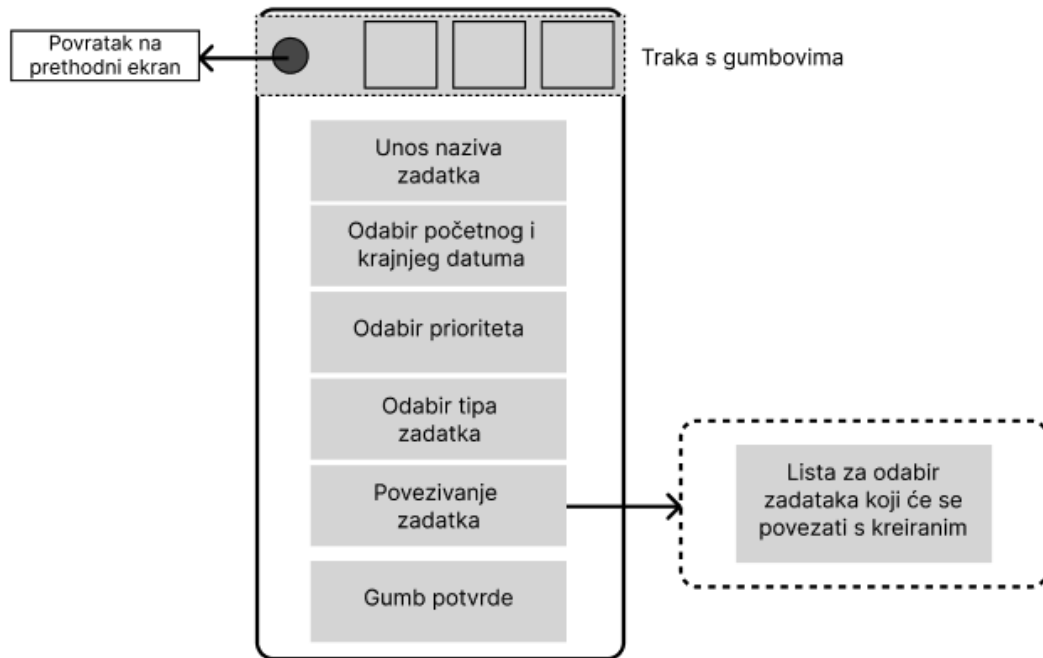 Povratak na
prethodni ekran
Traka s gumbovima
Unos naziva
zadatka
Odabir početnog i
krajnjeg datuma
Odabir prioriteta
Odabir tipa
zadatka
Povezivanje
zadatka
Lista za odabir
zadataka koji će se
povezati s kreiranim
Gumb potvrde